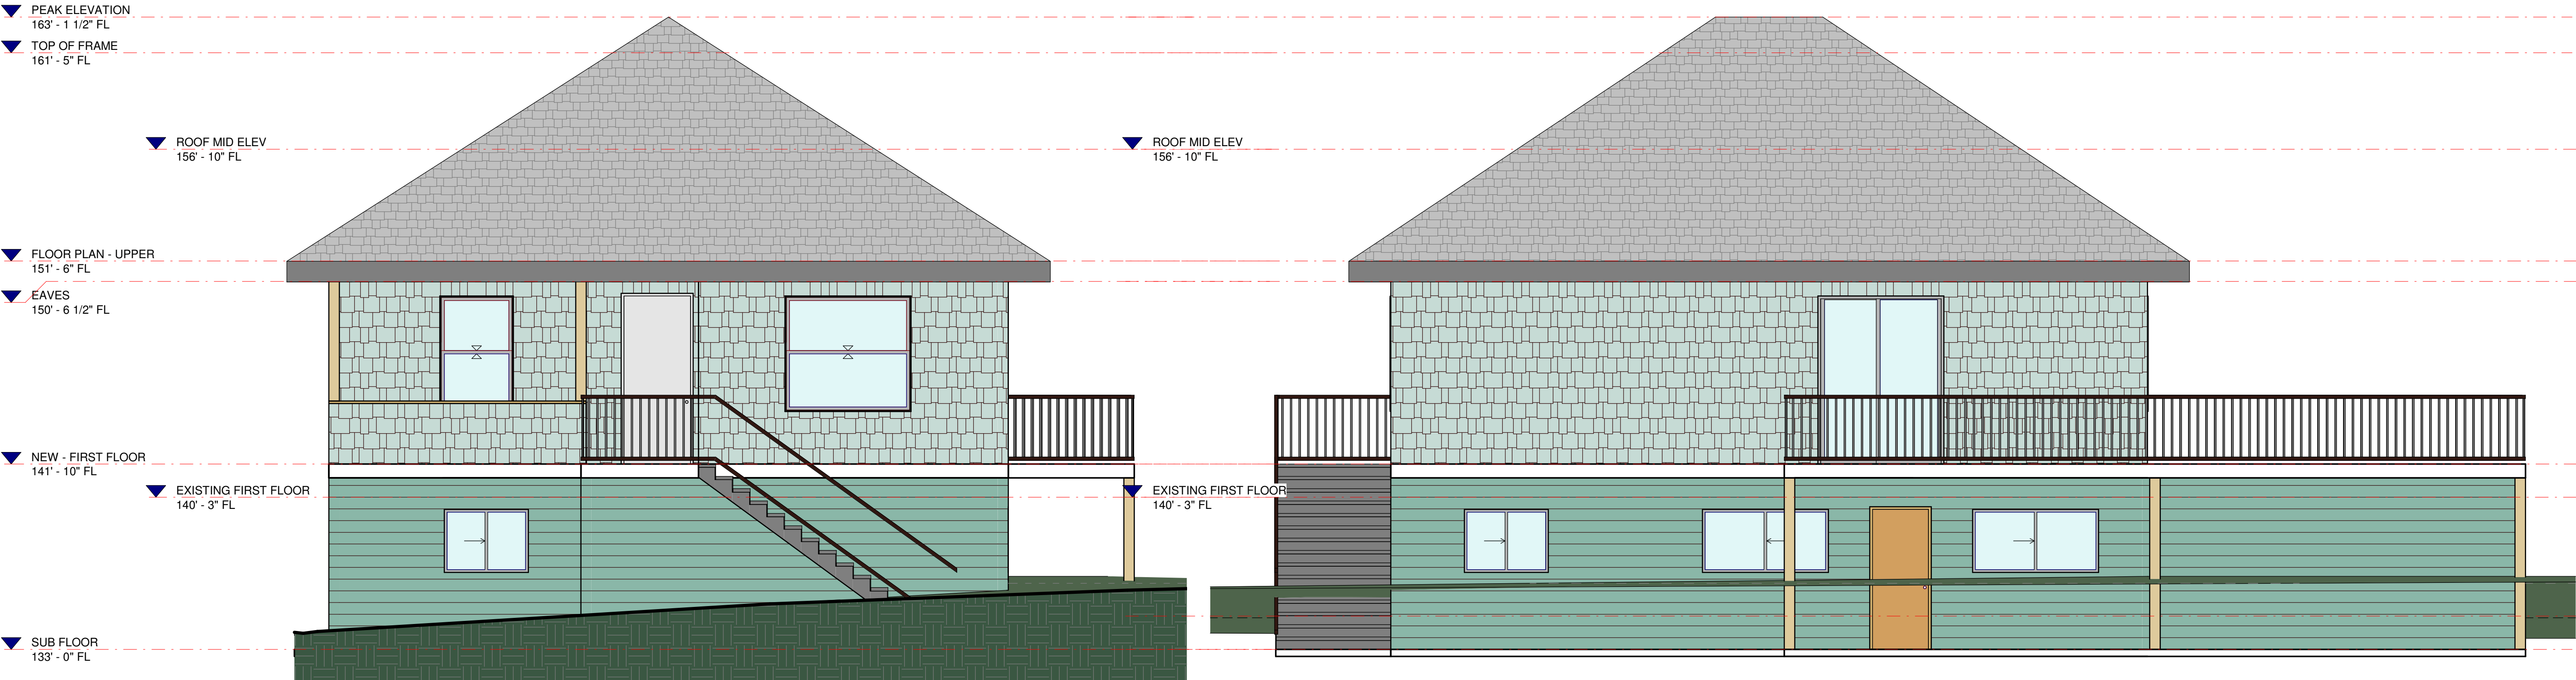 PEAK ELEVATION
163' - 1 1/2" FL
TOP OF FRAME
161' - 5" FL
ROOF MID ELEV
156' - 10" FL
ROOF MID ELEV
156' - 10" FL
FLOOR PLAN - UPPER
151' - 6" FL
EAVES
150' - 6 1/2" FL
NEW - FIRST FLOOR
141' - 10" FL
EXISTING FIRST FLOOR
140' - 3" FL
EXISTING FIRST FLOOR
140' - 3" FL
SUB FLOOR
133' - 0" FL